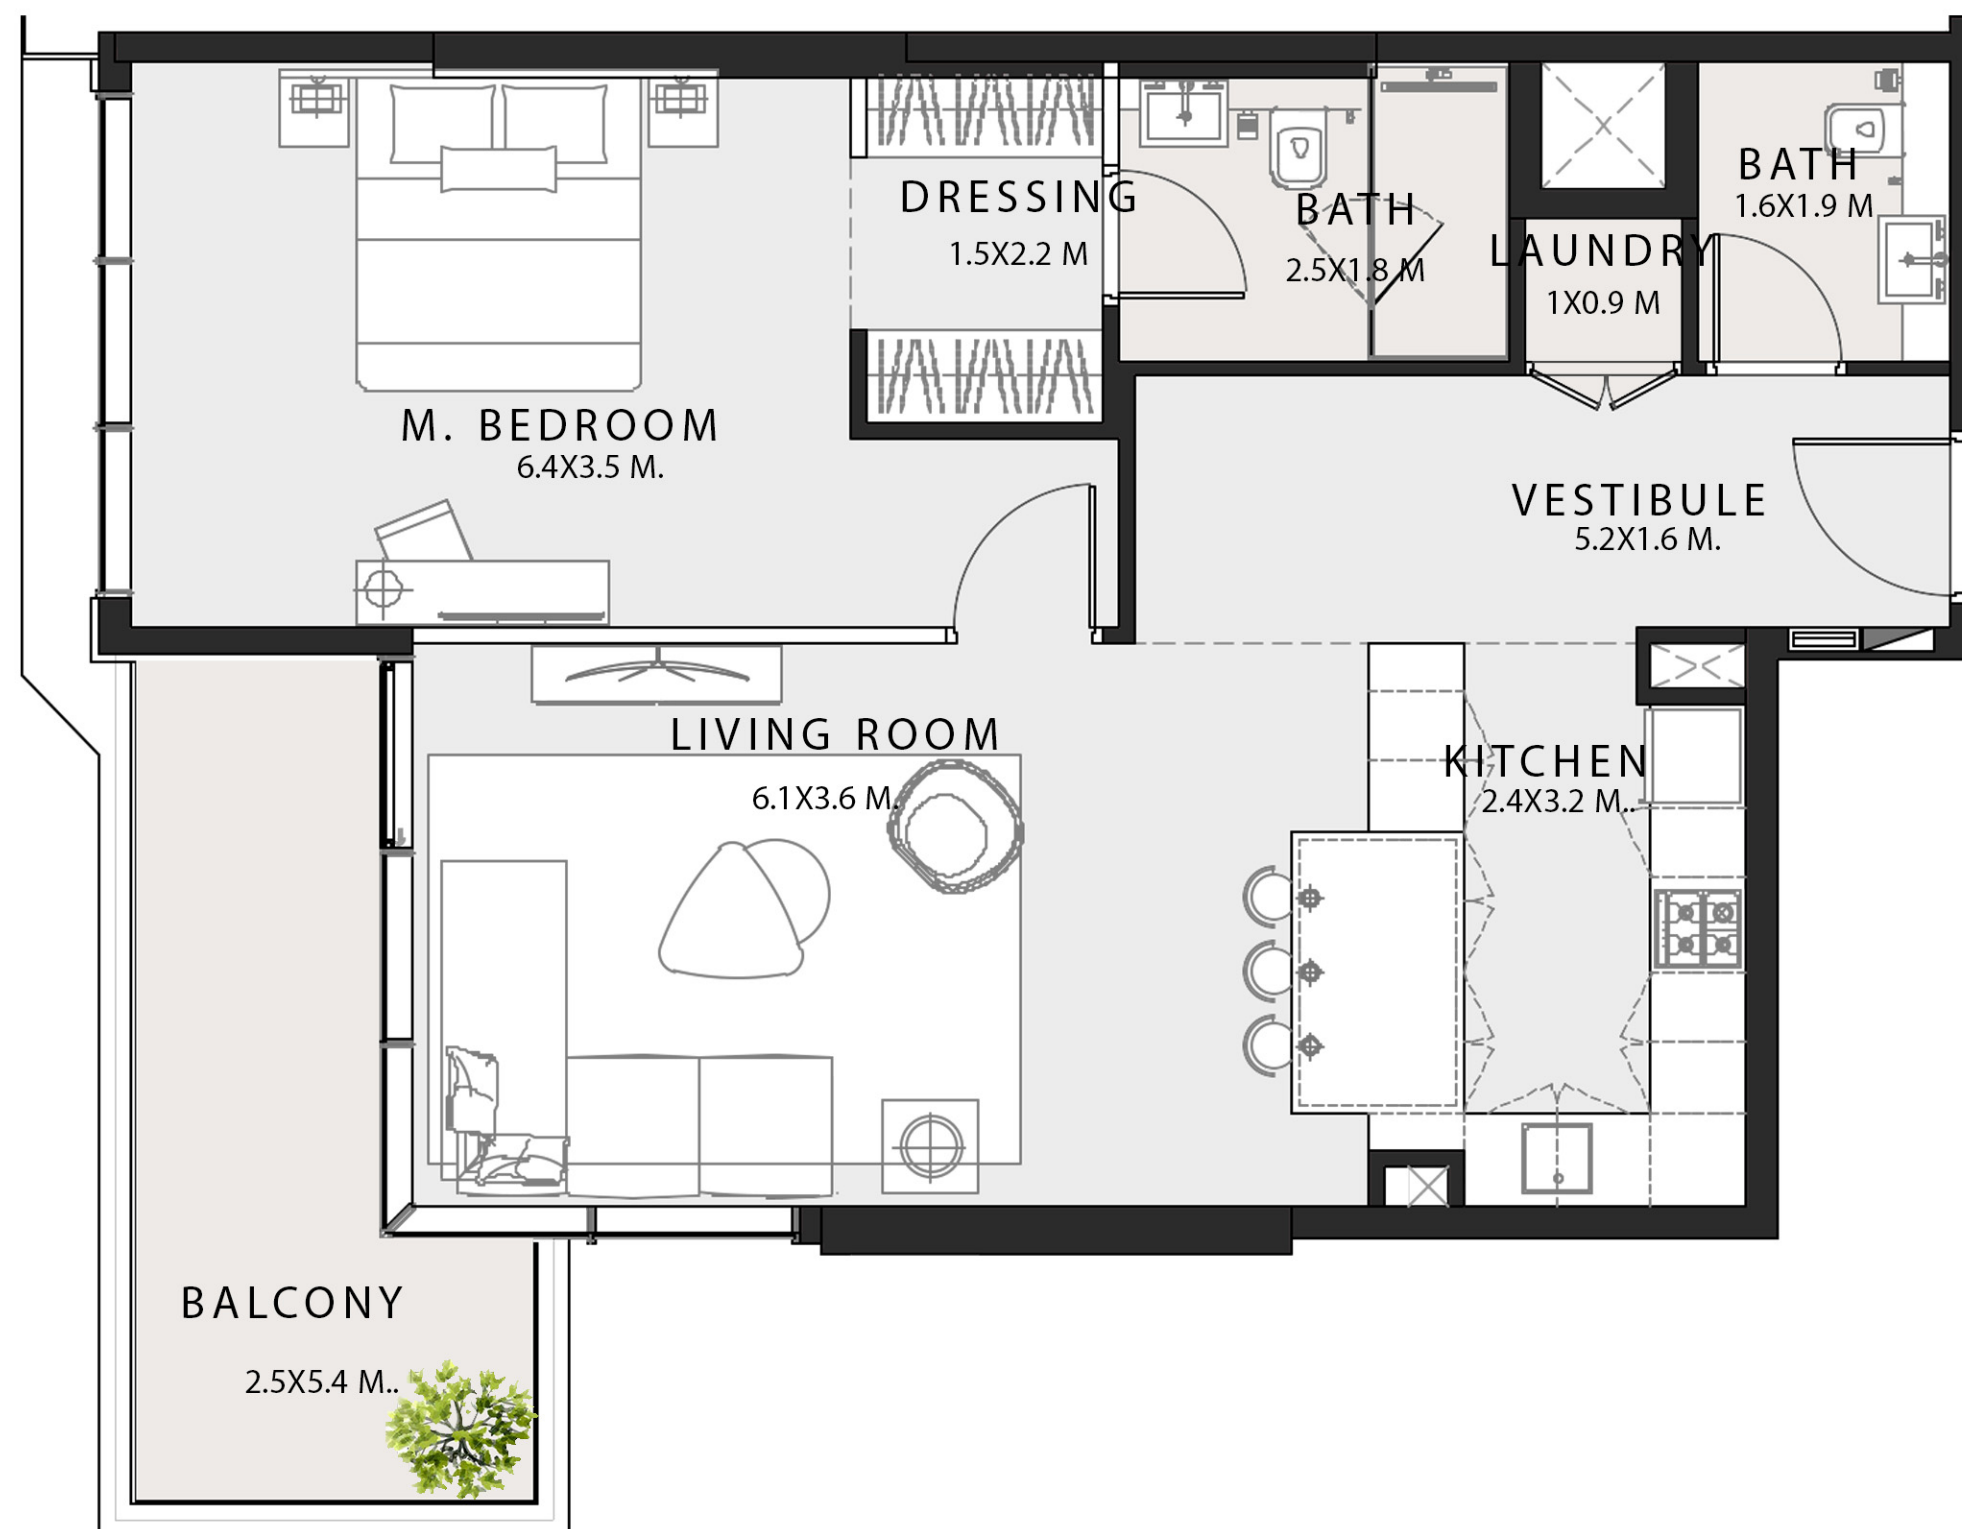 DRESSING
1.5X2.2 M
BATH
2.5X1.8 M
LAUNDRY
1X0.9 M
BATH
1.6X1.9 M
M. BEDROOM
6.4X3.5 M.
VESTIBULE
5.2X1.6 M.
LIVING ROOM
6.1X3.6 M.
KITCHEN
2.4X3.2 M..
BALCONY
2.5X5.4 M..